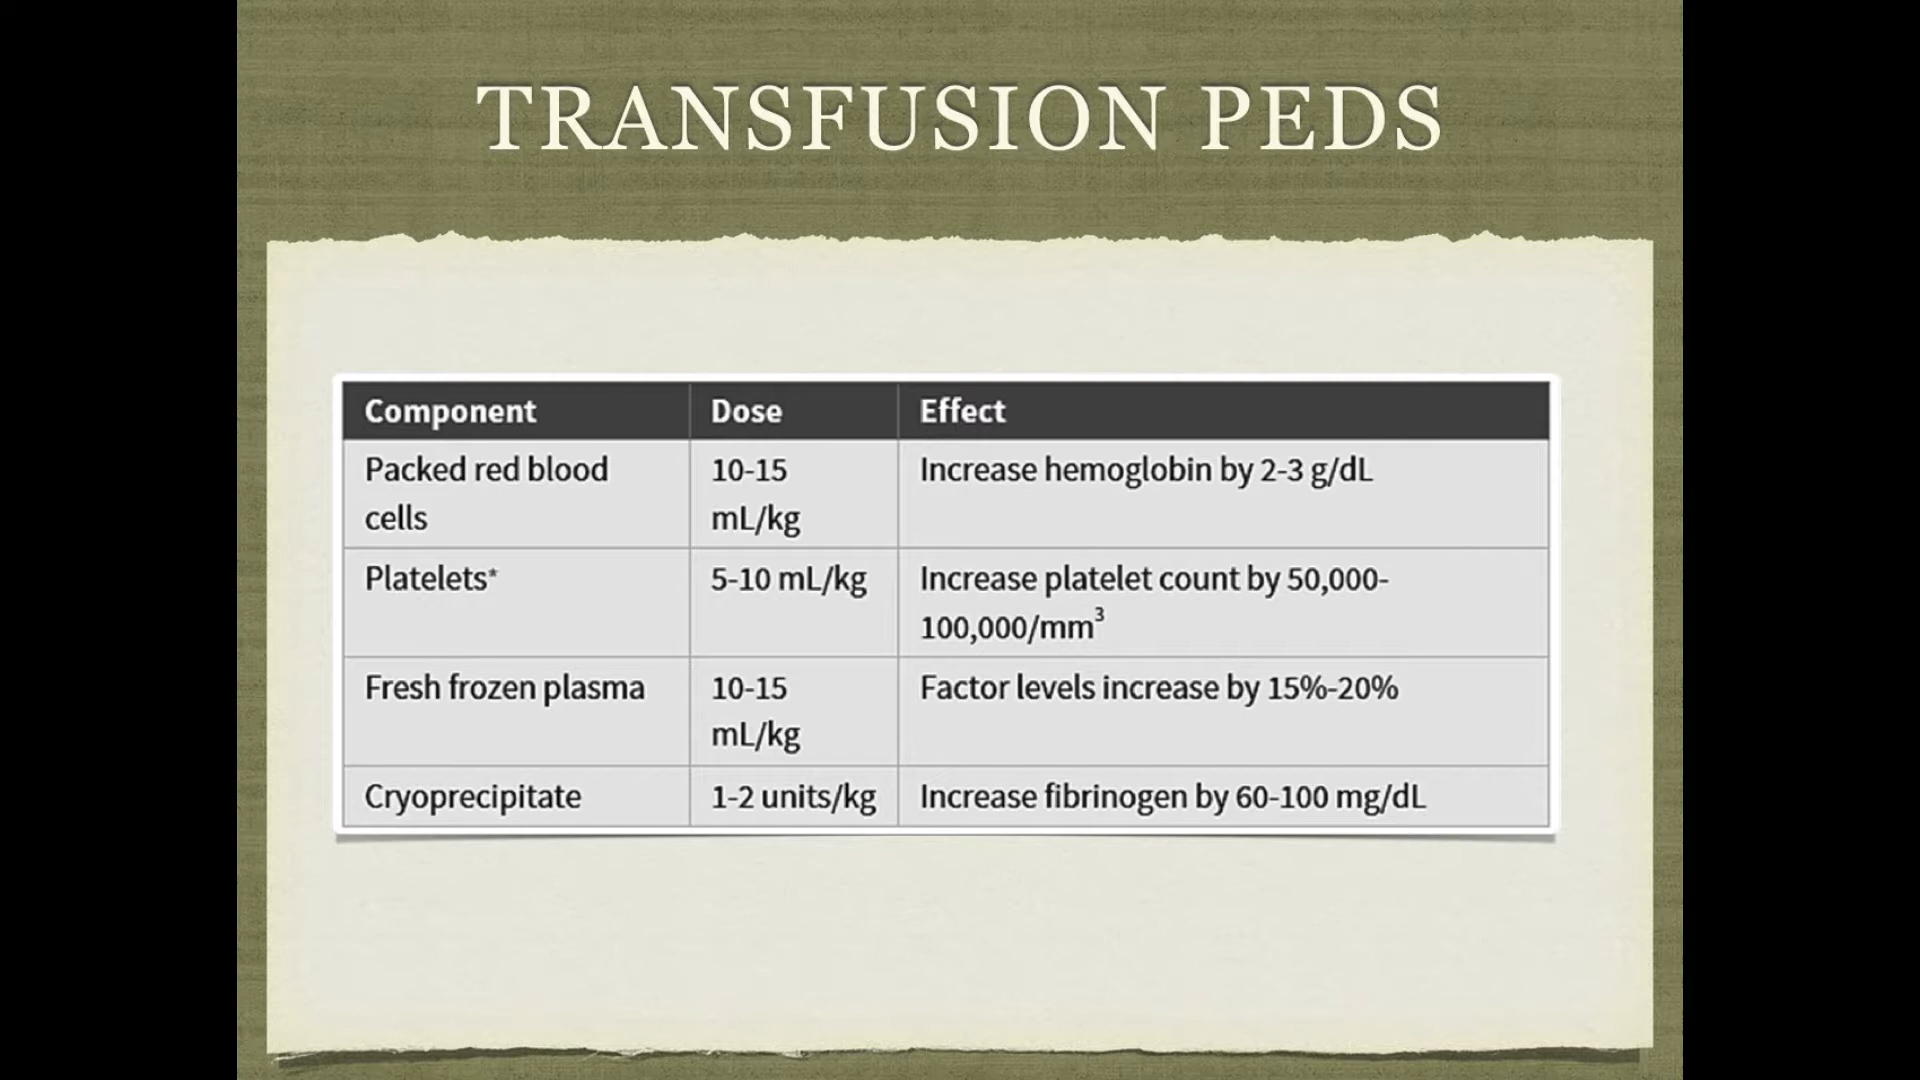 TRANSFUSION PEDS
Component Dose Effect
Packed red blood 10-15 Increase hemoglobin by 2-3 g/dL
cells mL/kg
Platelets* 5-10 mL/kg Increase platelet count by 50,000-
100,000/mm³
Fresh frozen plasma 10-15 Factor levels increase by 15%-20%
mL/kg
Cryoprecipitate 1-2 units/kg Increase fibrinogen by 60-100 mg/dL